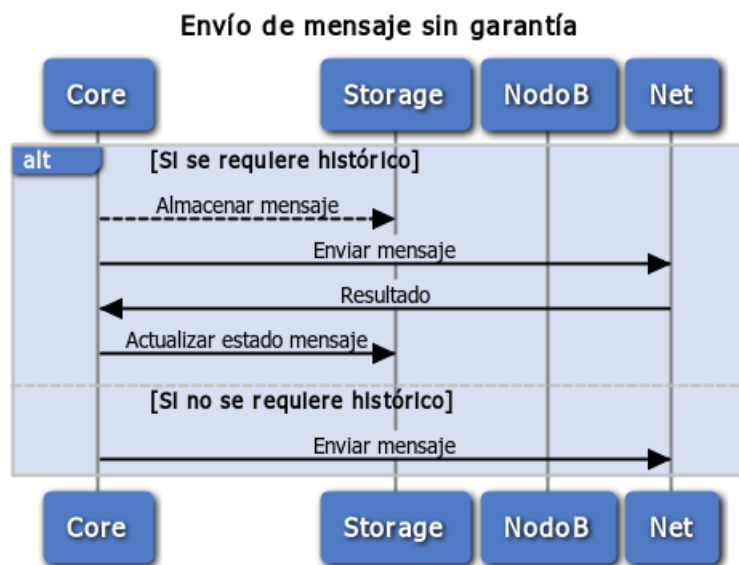 Envío de mensaje sin garantía
Core Storage NodoB Net
alt [Si se requiere histórico]
Almacenar mensaje
Enviar mensaje
Resultado
Actualizar estado mensaje
[Si no se requiere histórico]
Enviar mensaje
Core Storage NodoB Net